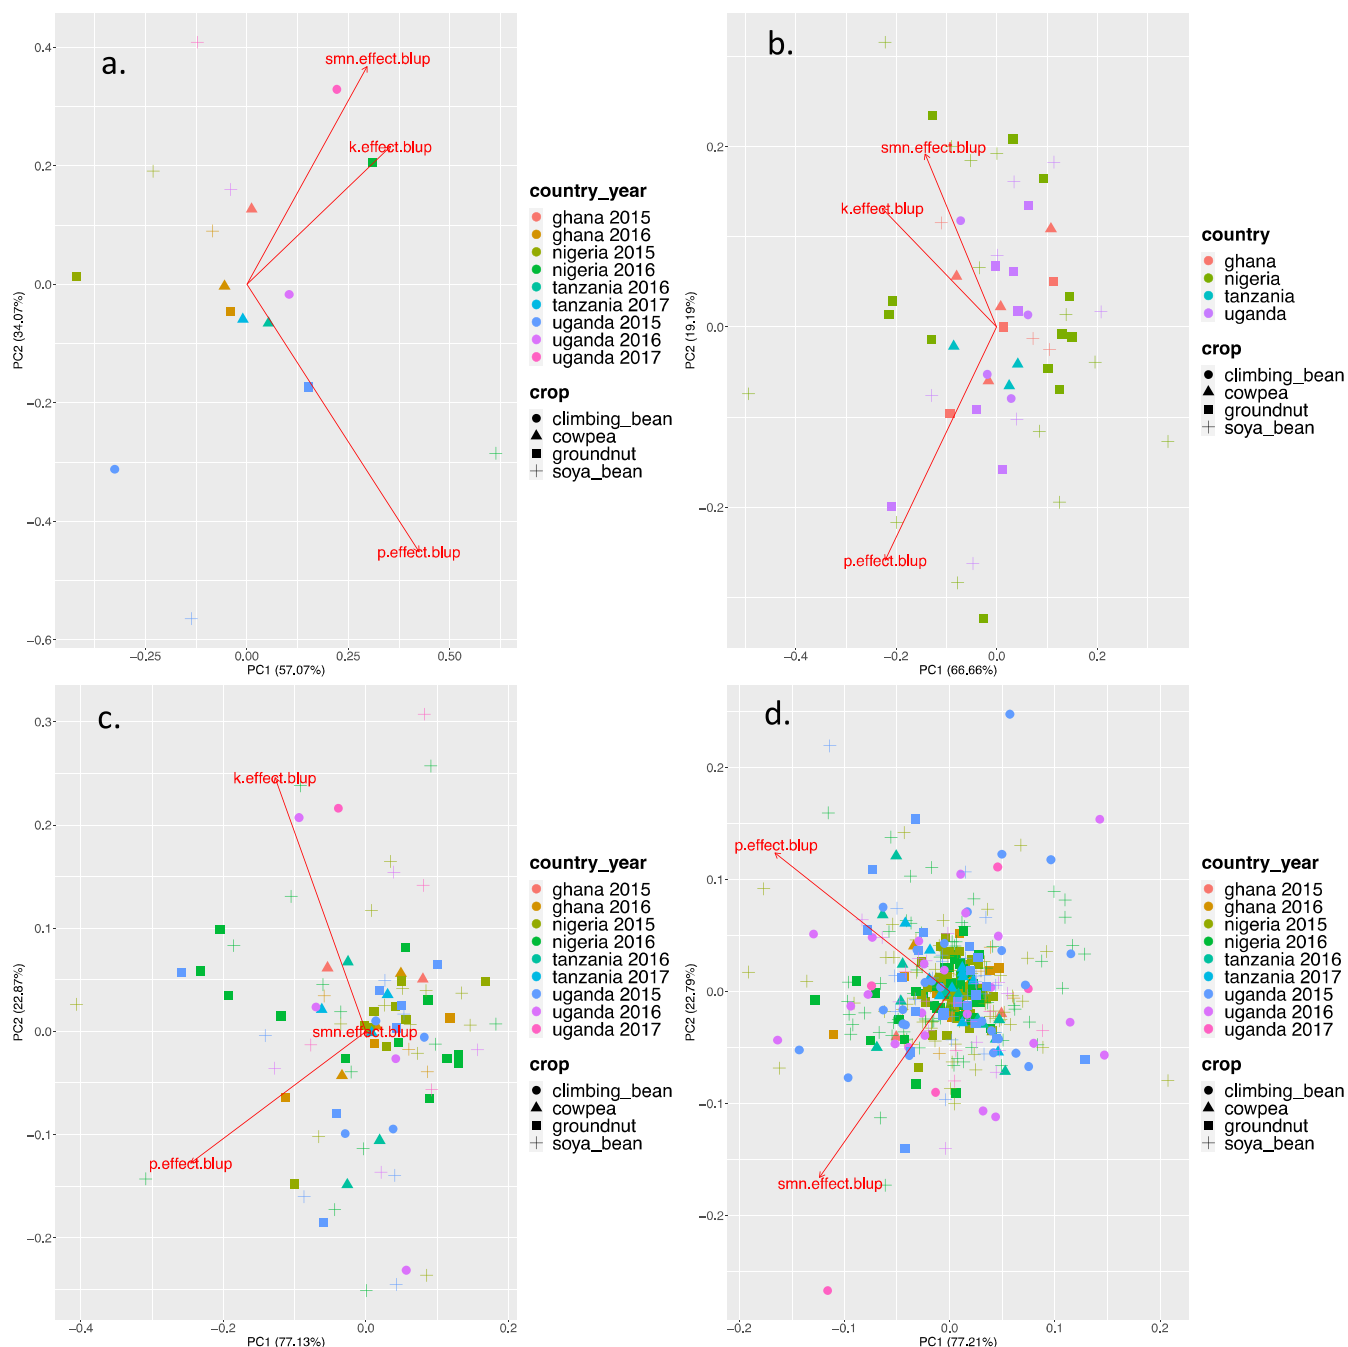 a.
smn.effect.blup
k.effect.blup
p.effect.blup
0.4
0.2
0.0
−0.2
−0.4
−0.6
PC2 (34.07%)
−0.25 0.00 0.25 0.50
PC1 (57.07%)
country_year
ghana 2015
ghana 2016
nigeria 2015
nigeria 2016
tanzania 2016
tanzania 2017
uganda 2015
uganda 2016
uganda 2017
crop
climbing_bean
cowpea
groundnut
soya_bean
b.
smn.effect.blup
k.effect.blup
p.effect.blup
0.2
0.0
−0.2
PC2 (19.19%)
−0.4 −0.2 0.0 0.2
PC1 (66.66%)
country
ghana
nigeria
tanzania
uganda
crop
climbing_bean
cowpea
groundnut
soya_bean
c.
k.effect.blup
smn.effect.blup
p.effect.blup
0.3
0.2
0.1
0.0
−0.1
−0.2
PC2 (22.87%)
−0.4 −0.2 0.0 0.2
PC1 (77.13%)
country_year
ghana 2015
ghana 2016
nigeria 2015
nigeria 2016
tanzania 2016
tanzania 2017
uganda 2015
uganda 2016
uganda 2017
crop
climbing_bean
cowpea
groundnut
soya_bean
d.
p.effect.blup
smn.effect.blup
0.2
0.1
0.0
−0.1
−0.2
PC2 (22.79%)
−0.2 −0.1 0.0 0.1 0.2
PC1 (77.21%)
country_year
ghana 2015
ghana 2016
nigeria 2015
nigeria 2016
tanzania 2016
tanzania 2017
uganda 2015
uganda 2016
uganda 2017
crop
climbing_bean
cowpea
groundnut
soya_bean